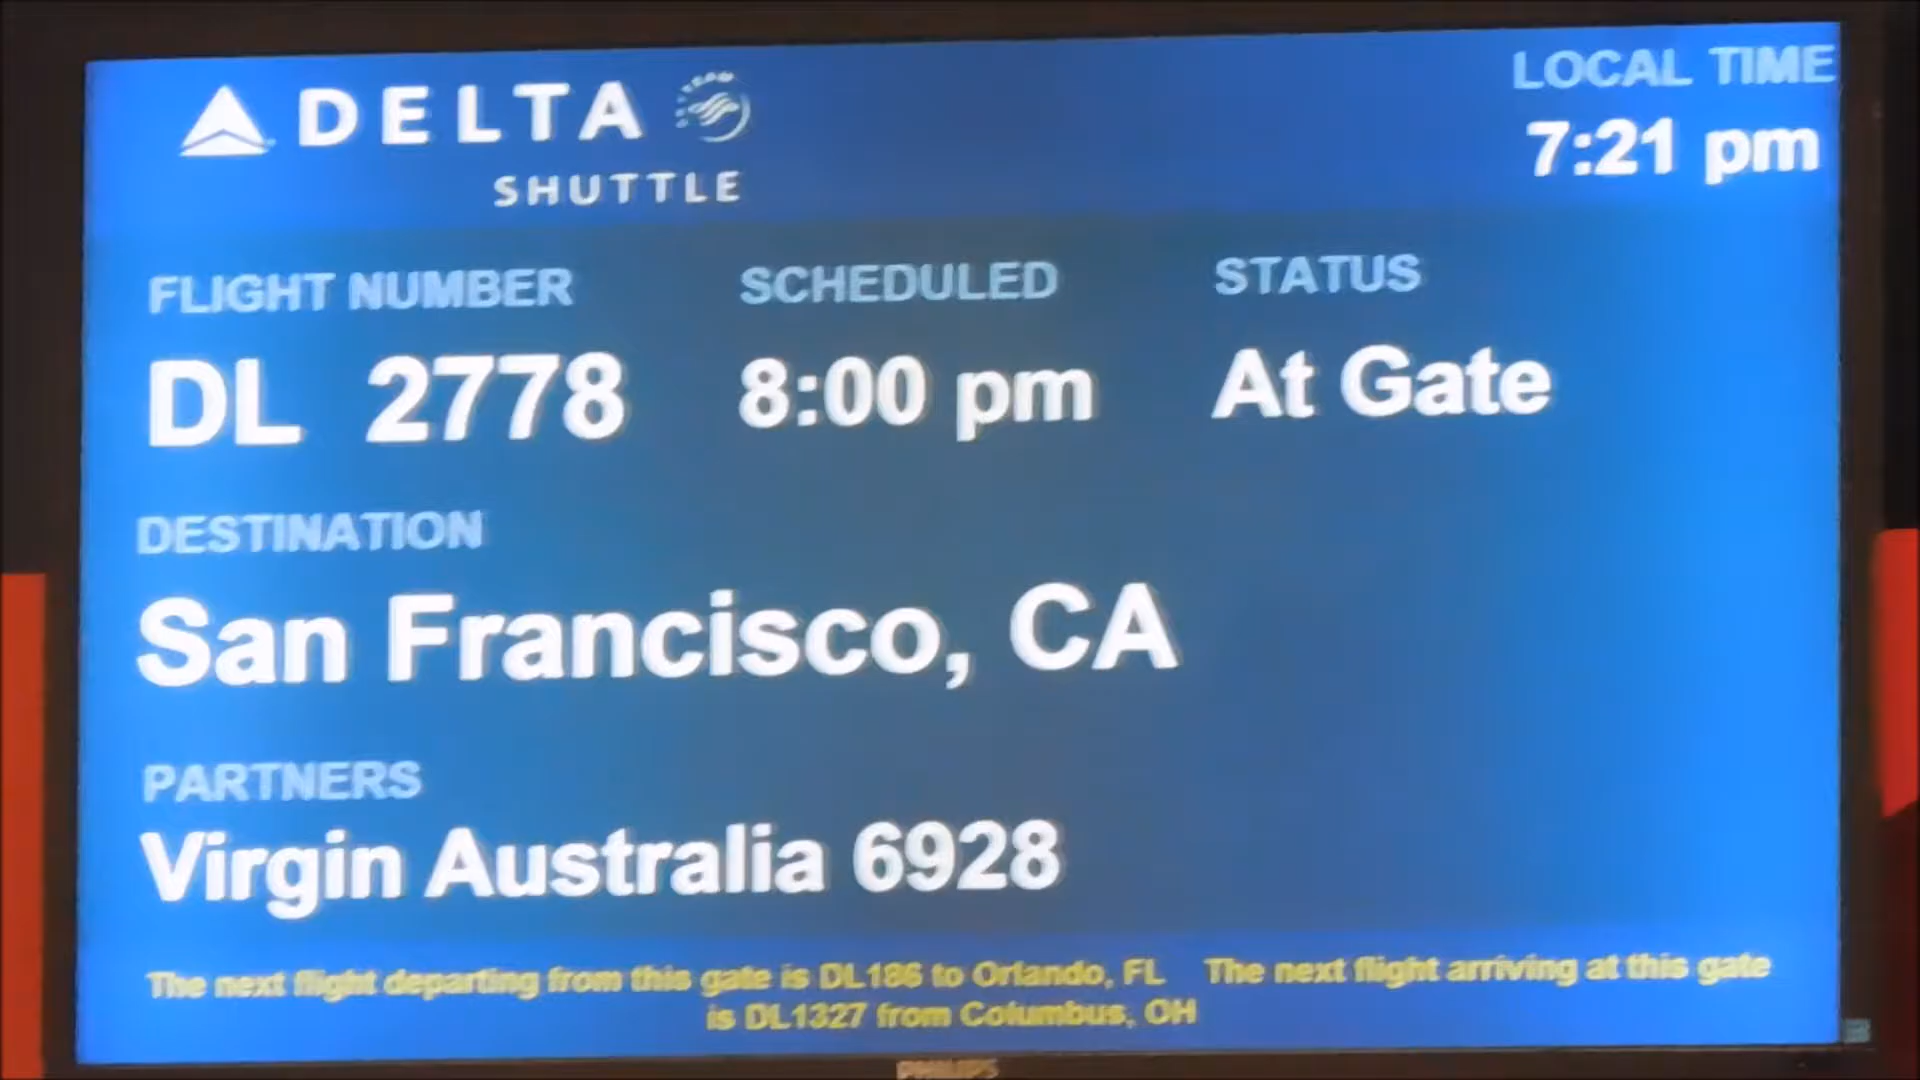 DELTA
SHUTTLE
LOCAL TIME
7:21 pm
FLIGHT NUMBER
SCHEDULED
STATUS
DL 2778
8:00 pm
At Gate
DESTINATION
San Francisco, CA
PARTNERS
Virgin Australia 6928
The next flight departing from this gate is DL186 to Orlando, FL The next flight arriving at this gate
is DL1327 from Columbus, OH
PHILIPS